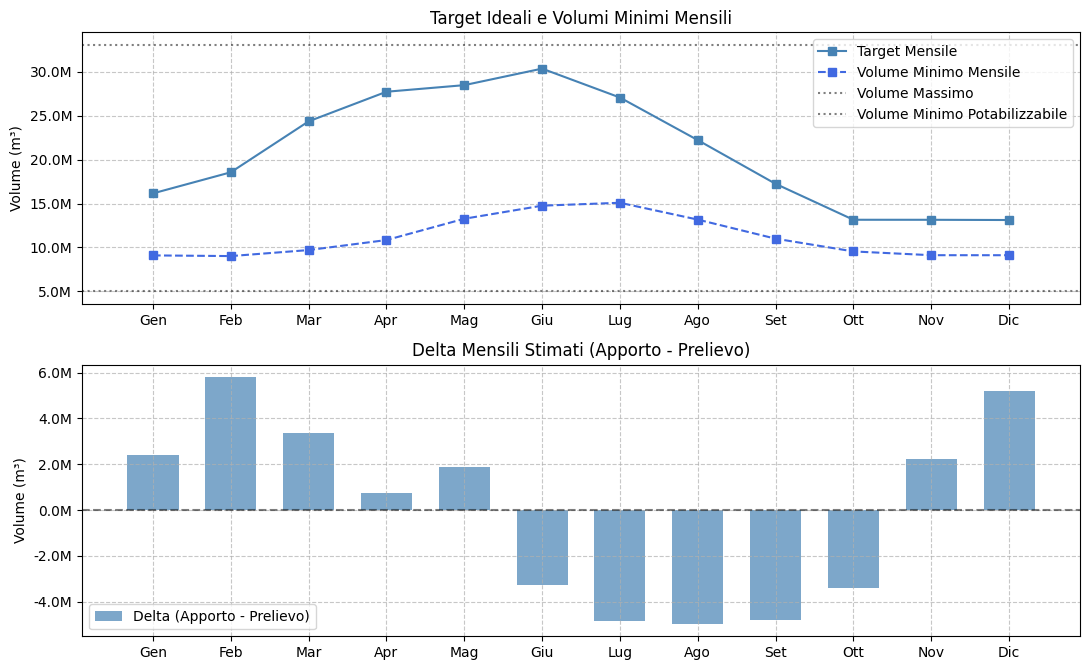 Target Ideali e Volumi Minimi Mensili
Volume (m³)
30.0M
25.0M
20.0M
15.0M
10.0M
5.0M
Target Mensile
Volume Minimo Mensile
Volume Massimo
Volume Minimo Potabilizzabile
Gen Feb Mar Apr Mag Giu Lug Ago Set Ott Nov Dic
Delta Mensili Stimati (Apporto - Prelievo)
Volume (m³)
6.0M
4.0M
2.0M
0.0M
-2.0M
-4.0M
Delta (Apporto - Prelievo)
Gen Feb Mar Apr Mag Giu Lug Ago Set Ott Nov Dic